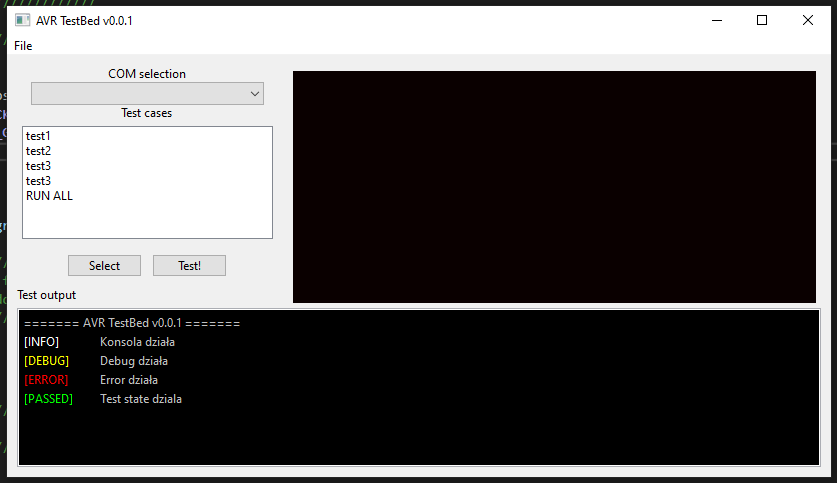 AVR TestBed v0.0.1
File
COM selection
Test cases
test1
test2
test3
test3
RUN ALL
Select
Test!
Test output
======= AVR TestBed v0.0.1 =======
[INFO] Konsola działa
[DEBUG] Debug działa
[ERROR] Error działa
[PASSED] Test state dziala